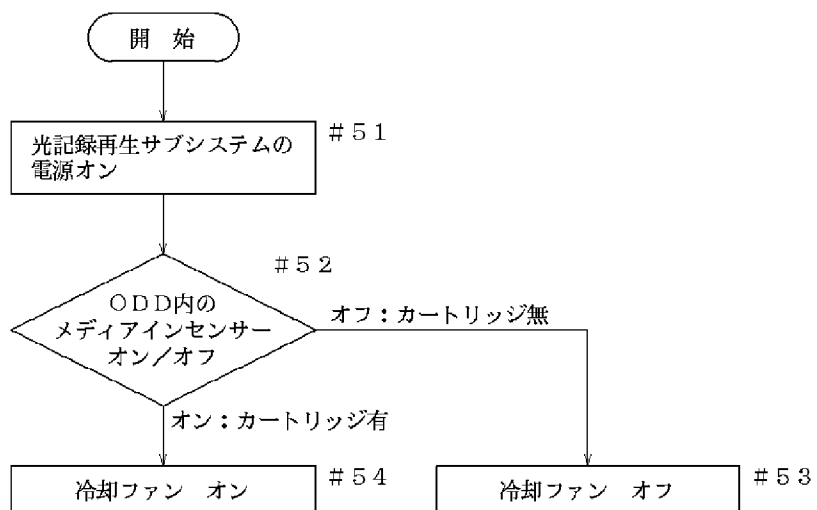 開 始
光記録再生サブシステムの
電源オン
#51
#52
ODD内の
メディアインセンサー
オン/オフ
オフ:カートリッジ無
オン:カートリッジ有
冷却ファン オン
#54
冷却ファン オフ
#53